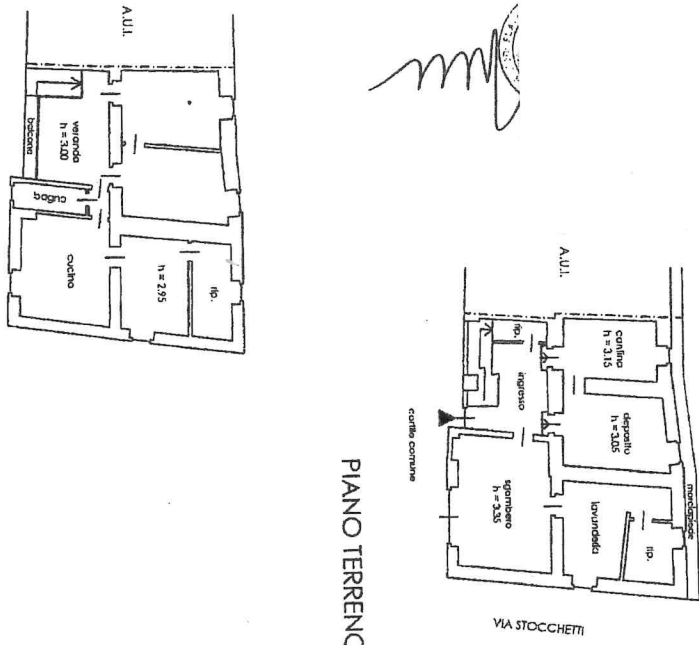 A.U.I.
veranda
h = 3.00
balcone
cuboq
cucina
h = 2.95
rip.
A.U.I.
cantina
h = 3.15
rip.
ingresso
deposito
h = 3.05
cortile comune
marciapiede
sgombero
h = 3.35
lavanderia
rip.
PIANO TERRENO
VIA STOCCHETTI